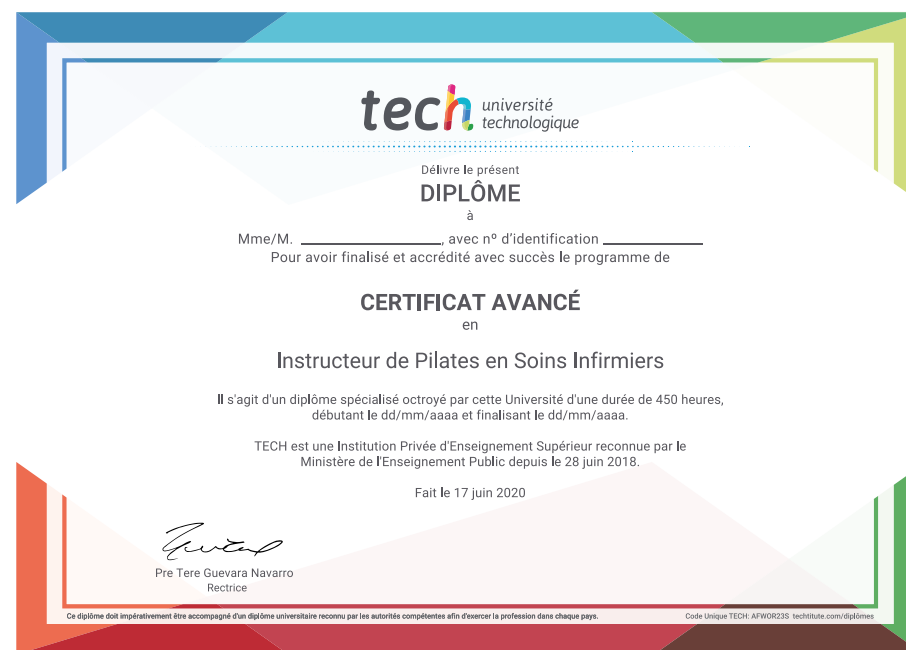 tech université
technologique
Délivre le présent
DIPLÔME
à
Mme/M. ____________________, avec nº d'identification ______________
Pour avoir finalisé et accrédité avec succès le programme de
CERTIFICAT AVANCÉ
en
Instructeur de Pilates en Soins Infirmiers
Il s'agit d'un diplôme spécialisé octroyé par cette Université d'une durée de 450 heures,
débutant le dd/mm/aaaa et finalisant le dd/mm/aaaa.
TECH est une Institution Privée d'Enseignement Supérieur reconnue par le
Ministère de l'Enseignement Public depuis le 28 juin 2018.
Fait le 17 juin 2020
Pre Tere Guevara Navarro
Rectrice
Ce diplôme doit impérativement être accompagné d'un diplôme universitaire reconnu par les autorités compétentes afin d'exercer la profession dans chaque pays.
Code Unique TECH: AFWOR23S techtitute.com/diplômes